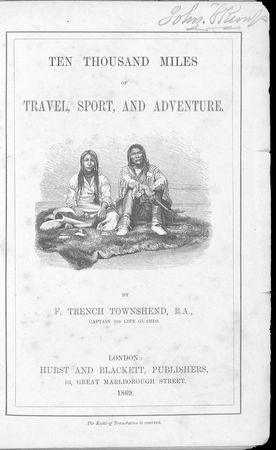 TEN THOUSAND MILES
OF
TRAVEL, SPORT, AND ADVENTURE.
BY
F. TRENCH TOWNSHEND, B.A.,
CAPTAIN 2ND LIFE GUARDS.
LONDON:
HURST AND BLACKETT, PUBLISHERS,
13, GREAT MARLBOROUGH STREET.
1869.
The Right of Translation is reserved.